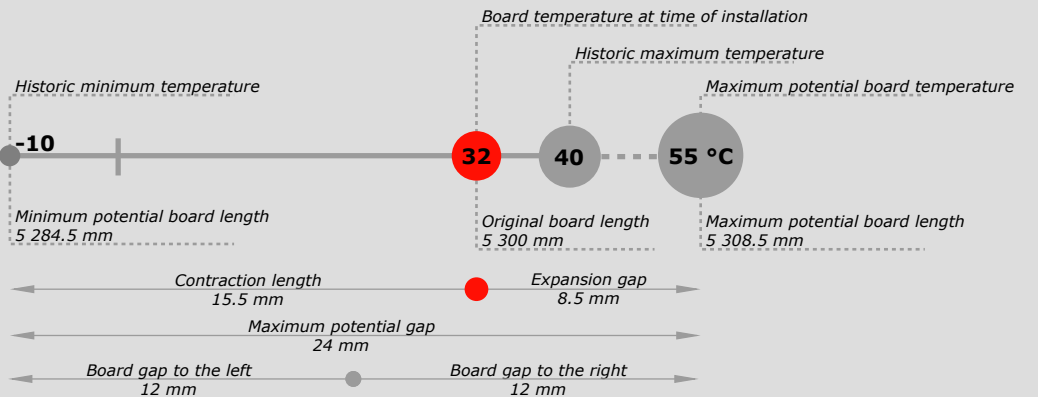 Board temperature at time of installation
Historic maximum temperature
Historic minimum temperature
Maximum potential board temperature
-10
32
40
55 °C
Minimum potential board length
5 284.5 mm
Original board length
5 300 mm
Maximum potential board length
5 308.5 mm
Contraction length
15.5 mm
Expansion gap
8.5 mm
Maximum potential gap
24 mm
Board gap to the left
12 mm
Board gap to the right
12 mm